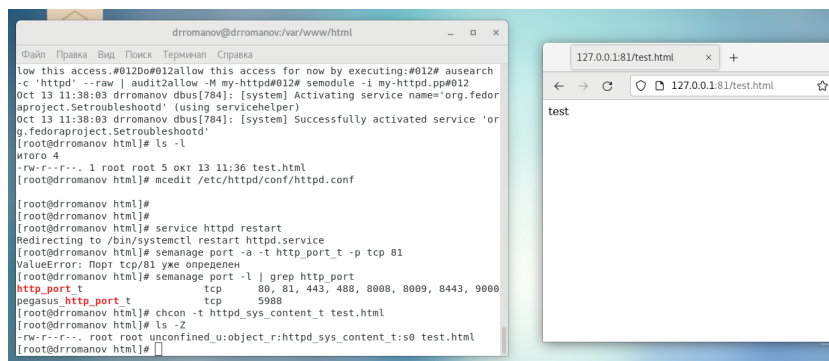 drromanov@drromanov:/var/www/html
Файл Правка Вид Поиск Терминал Справка
low this access.#012Do#012allow this access for now by executing:#012# ausearch
-c 'httpd' --raw | audit2allow -M my-httpd#012# semodule -i my-httpd.pp#012
Oct 13 11:38:03 drromanov dbus[784]: [system] Activating service name='org.fedor
aproject.Setroubleshootd' (using servicehelper)
Oct 13 11:38:03 drromanov dbus[784]: [system] Successfully activated service 'or
g.fedoraproject.Setroubleshootd'
[root@drromanov html]# ls -l
итого 4
-rw-r--r--. 1 root root 5 окт 13 11:36 test.html
[root@drromanov html]# mcedit /etc/httpd/conf/httpd.conf
[root@drromanov html]#
[root@drromanov html]#
[root@drromanov html]# service httpd restart
Redirecting to /bin/systemctl restart httpd.service
[root@drromanov html]# semanage port -a -t http_port_t -p tcp 81
ValueError: Порт tcp/81 уже определен
[root@drromanov html]# semanage port -l | grep http_port
http_port_t tcp 80, 81, 443, 488, 8008, 8009, 8443, 9000
pegasus_http_port_t tcp 5988
[root@drromanov html]# chcon -t httpd_sys_content_t test.html
[root@drromanov html]# ls -Z
-rw-r--r--. root root unconfined_u:object_r:httpd_sys_content_t:s0 test.html
[root@drromanov html]#
127.0.0.1:81/test.html
127.0.0.1:81/test.html
test